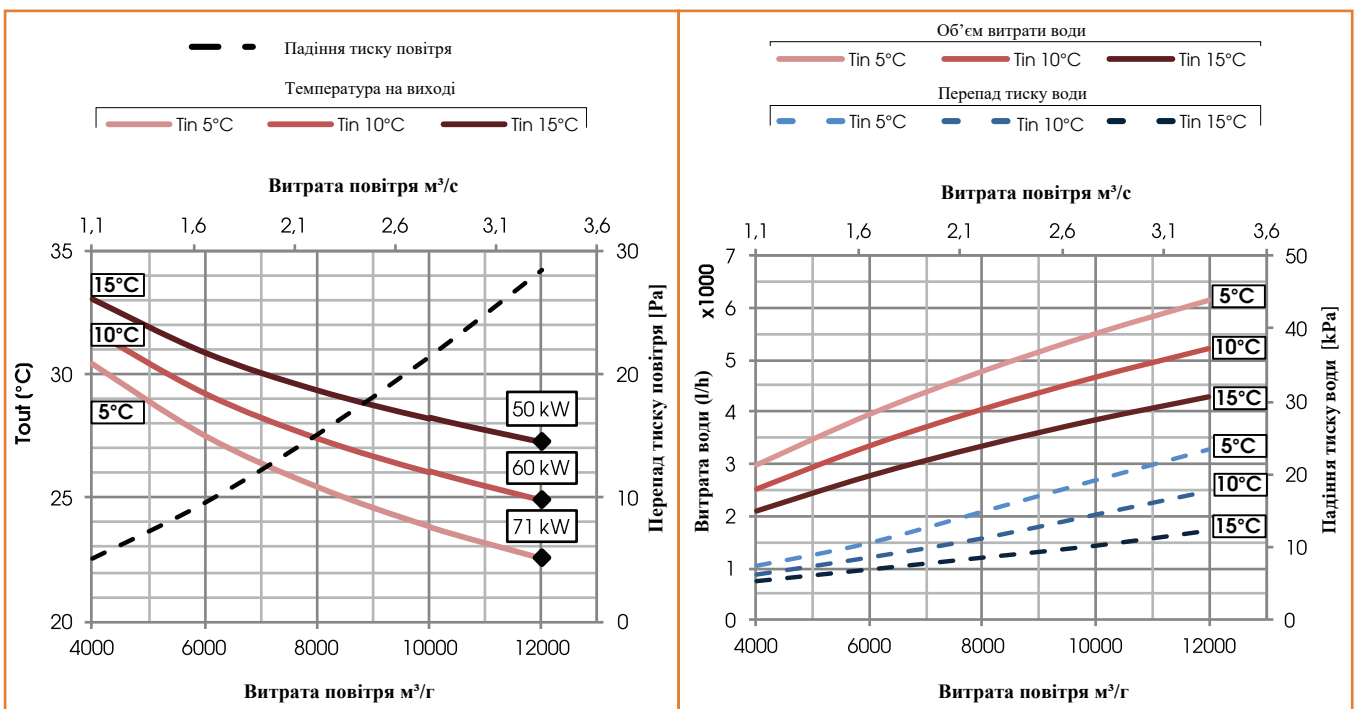 Падіння тиску повітря
Температура на виході
Tin 5°C Tin 10°C Tin 15°C
Витрата повітря м³/с
1,1 1,6 2,1 2,6 3,1 3,6
35 30
15°C
10°C
30 20
5°C
50 kW
60 kW
25 10
71 kW
20 0
Tout (°C)
Перепад тиску повітря [Pa]
4000 6000 8000 10000 12000
Витрата повітря м³/г
Об’єм витрати води
Tin 5°C Tin 10°C Tin 15°C
Перепад тиску води
Tin 5°C Tin 10°C Tin 15°C
Витрата повітря м³/с
1,1 1,6 2,1 2,6 3,1 3,6
7 50
x1000
6
5°C
40
5
10°C
4
15°C
30
3
5°C
20
2
10°C
15°C
1 10
0 0
Витрата води (l/h)
Падіння тиску води [kPa]
4000 6000 8000 10000 12000
Витрата повітря м³/г